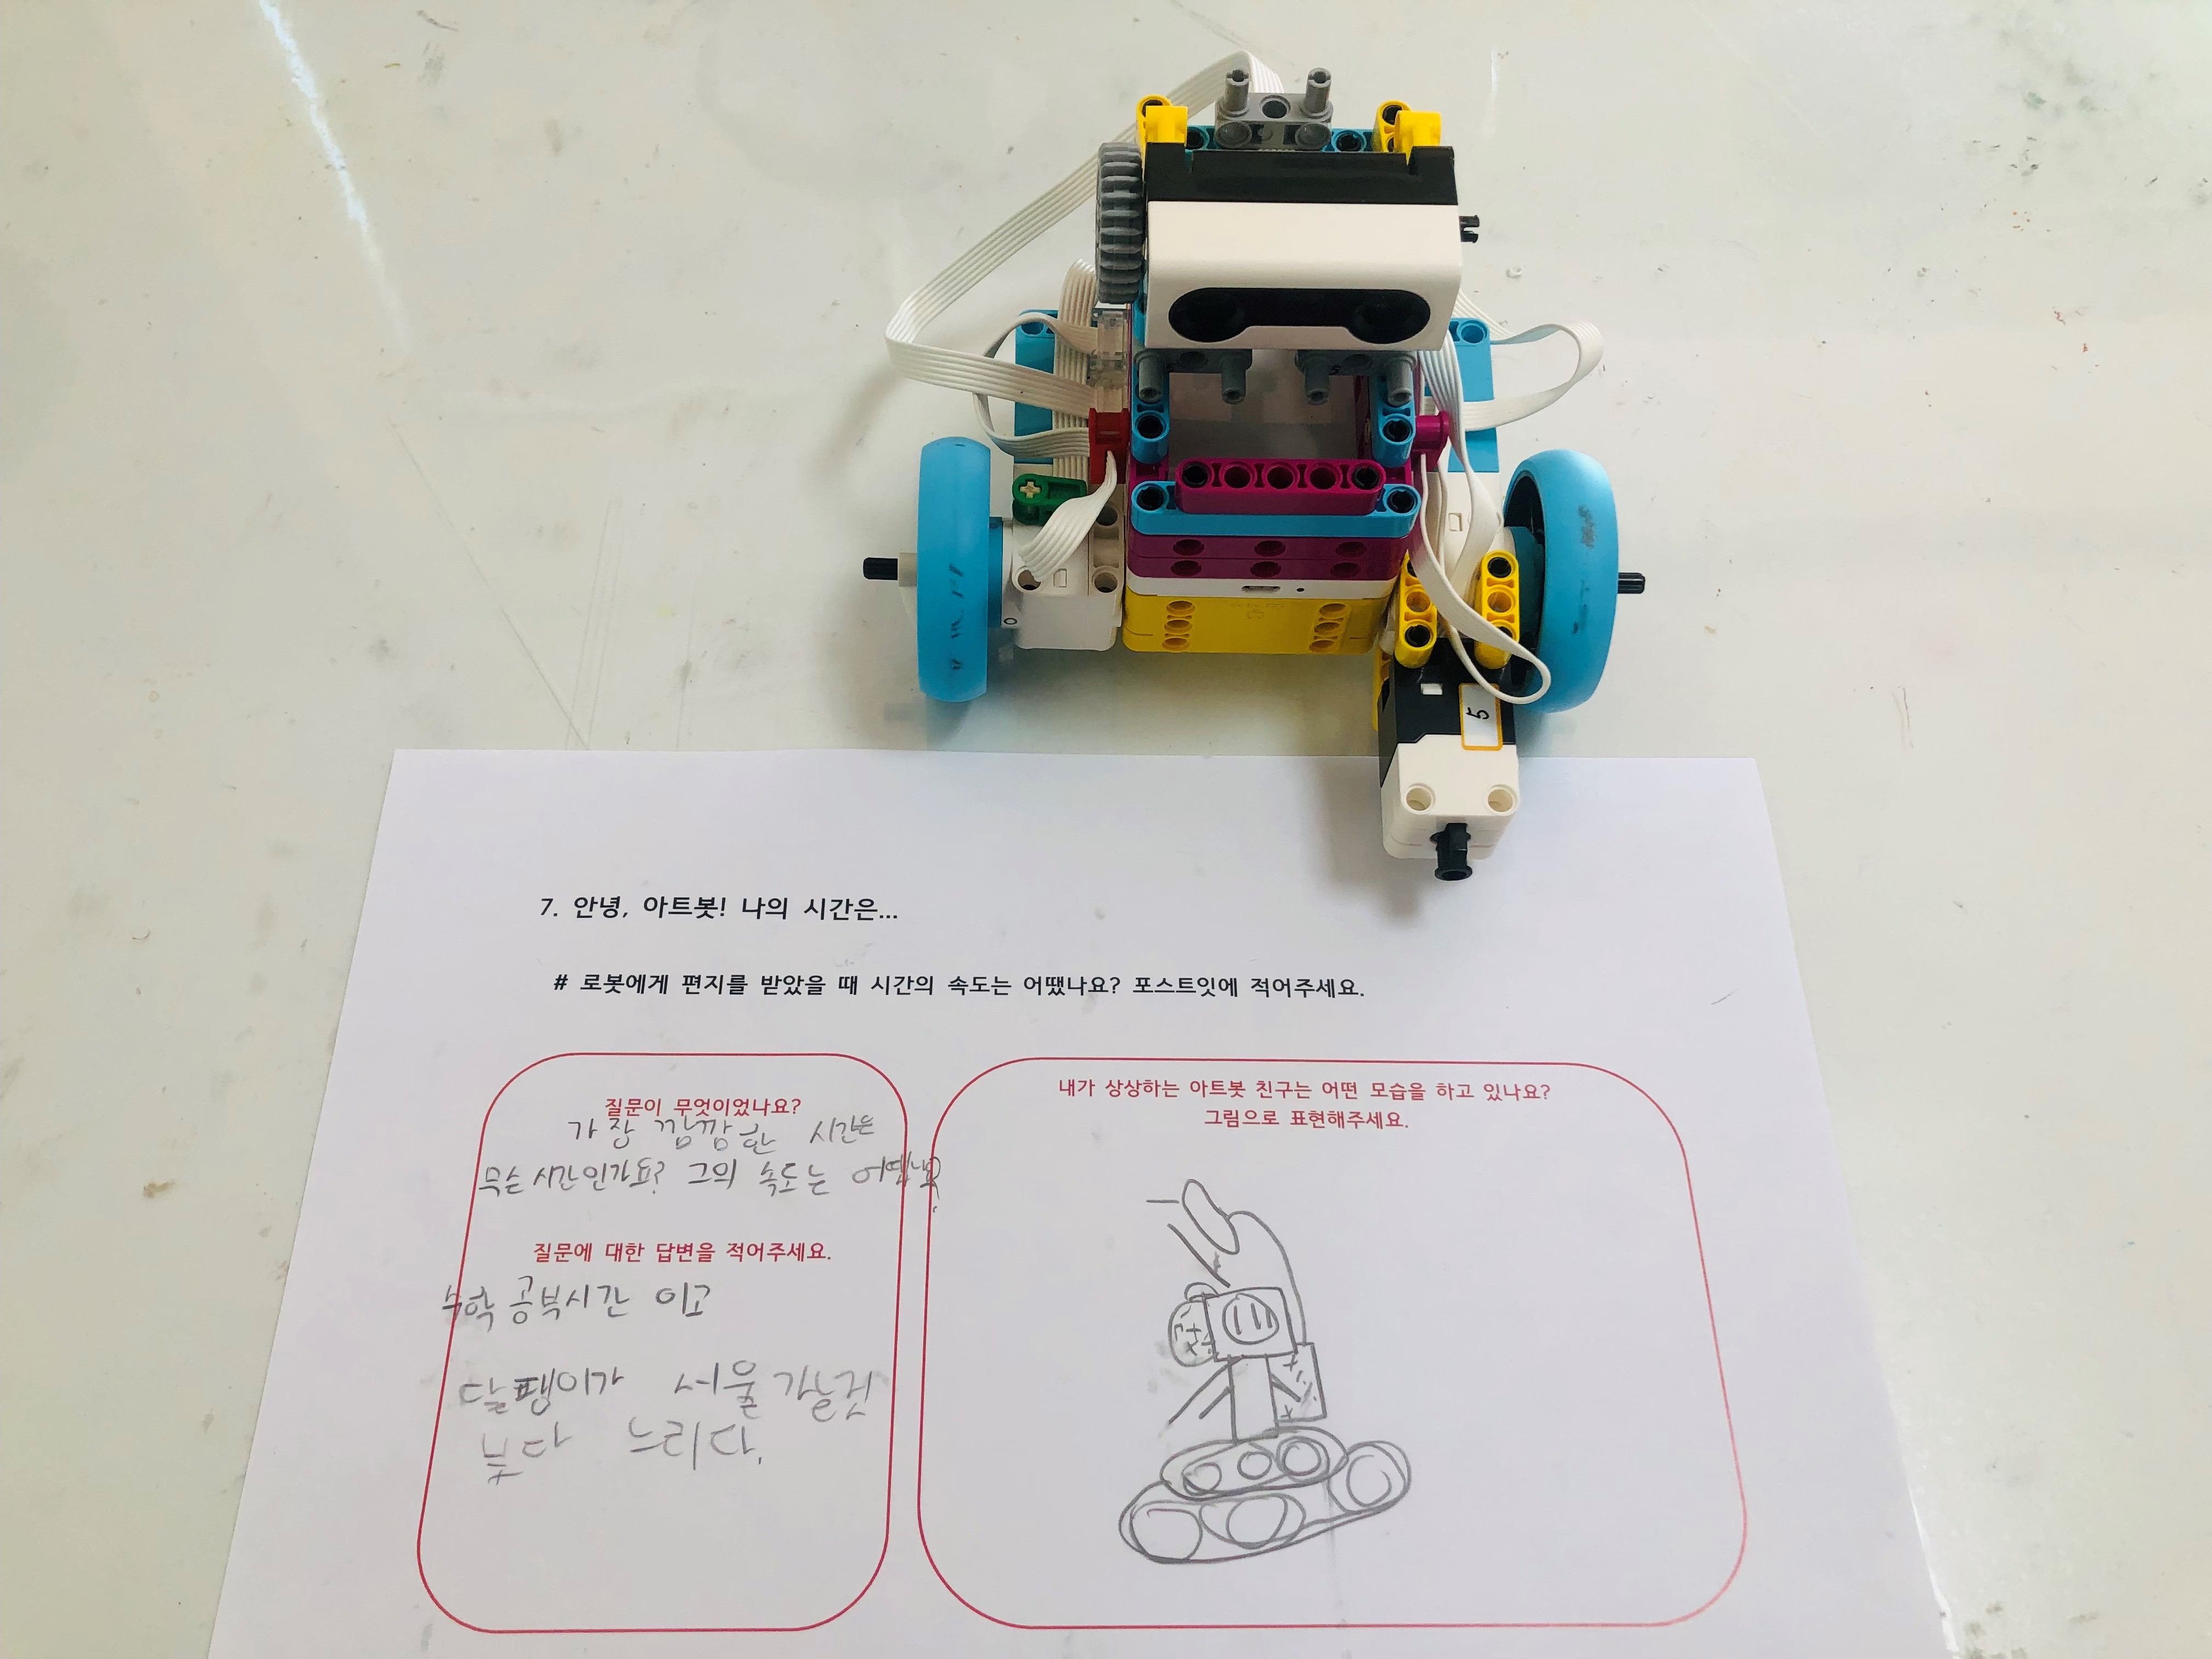 5
7. 안녕, 아트봇! 나의 시간은...
# 로봇에게 편지를 받았을 때 시간의 속도는 어땠나요? 포스트잇에 적어주세요.
질문이 무엇이었나요?
가장 깜깜한 시간은
무슨 시간인가요? 그의 속도는
질문에 대한 답변을 적어주세요.
수학 공부시간 이고
달팽이가 서울 가는것
보다 느리다.
내가 상상하는 아트봇 친구는 어떤 모습을 하고 있나요?
그림으로 표현해주세요.